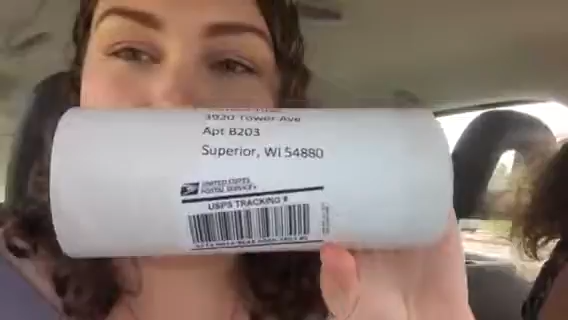 3920 Tower Ave
Apt B203
Superior, WI 54880
UNITED STATES
POSTAL SERVICE
USPS TRACKING #